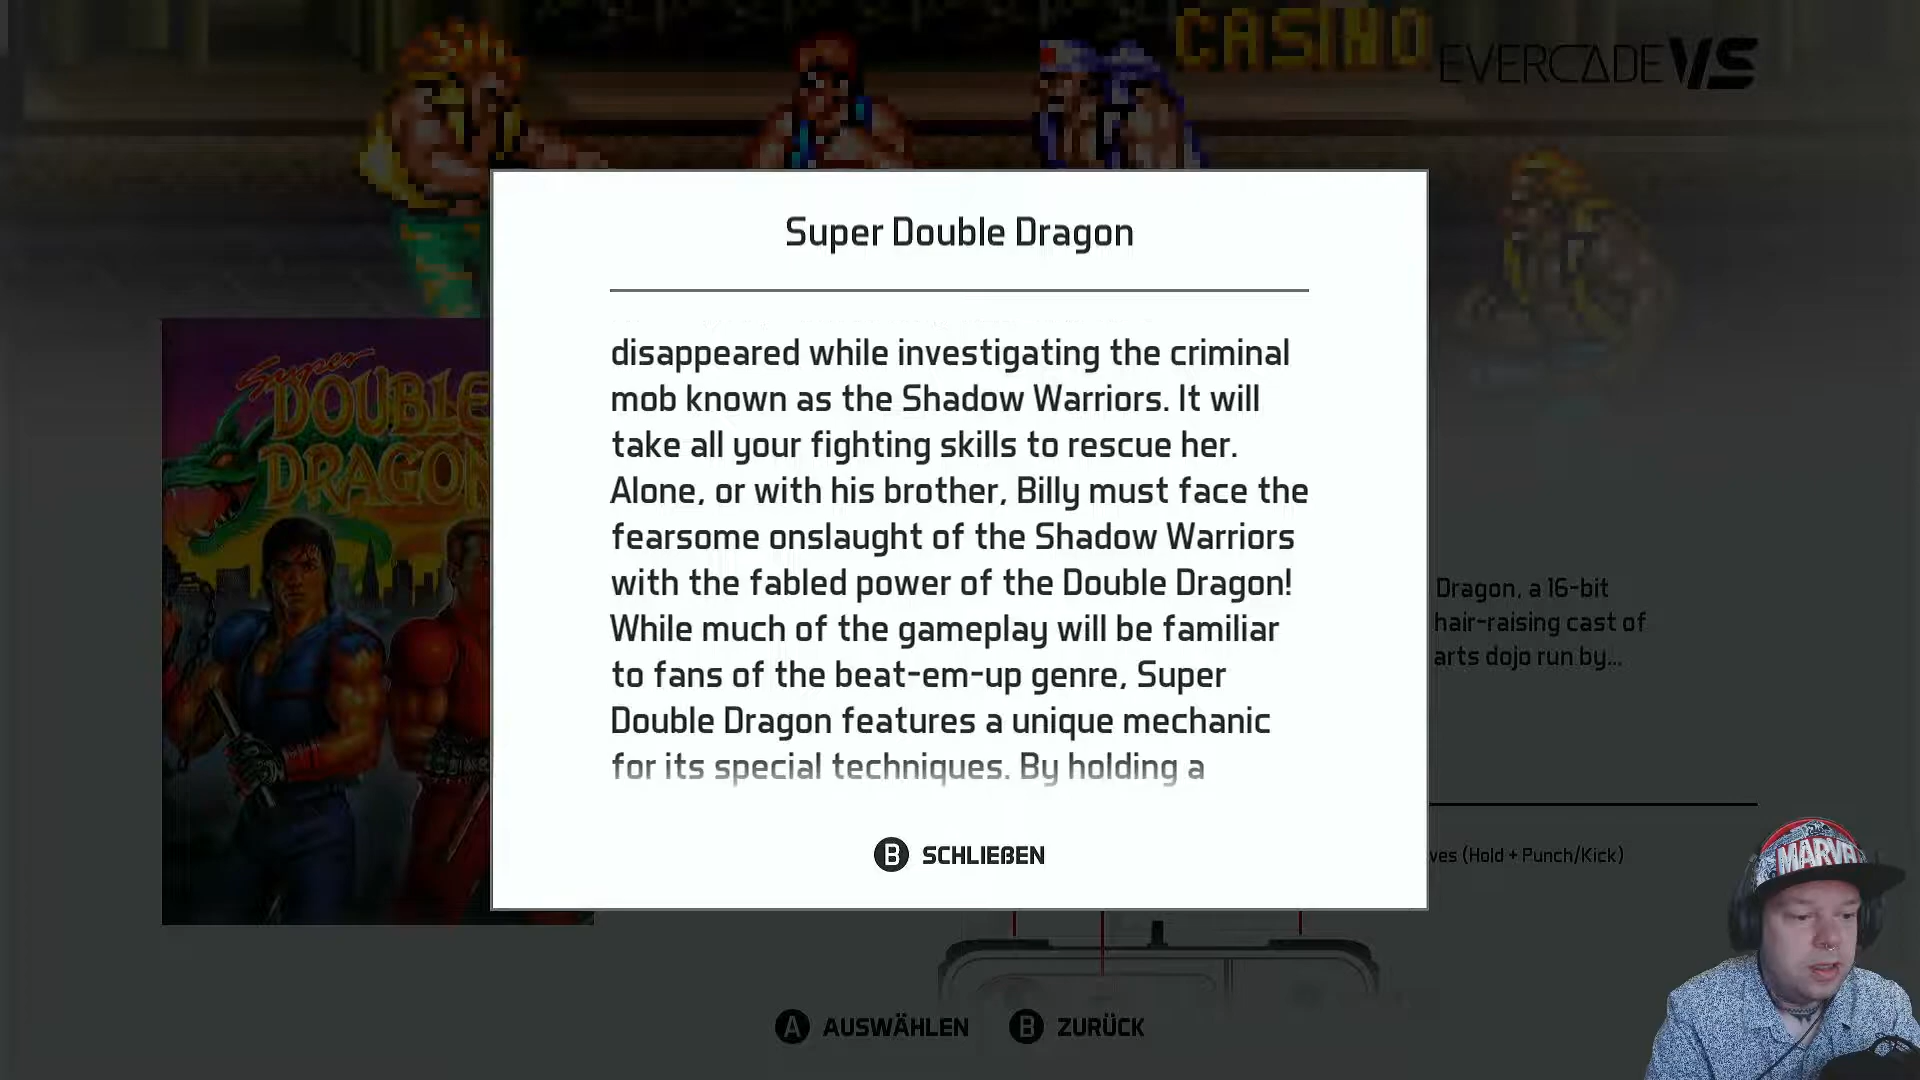 CASINO
EVERCADE VS
Super Double Dragon
disappeared while investigating the criminal
mob known as the Shadow Warriors. It will
take all your fighting skills to rescue her.
Alone, or with his brother, Billy must face the
fearsome onslaught of the Shadow Warriors
with the fabled power of the Double Dragon!
While much of the gameplay will be familiar
to fans of the beat-em-up genre, Super
Double Dragon features a unique mechanic
for its special techniques. By holding a
B SCHLIEẞEN
Super
DOUBLE
DRAGON
Dragon, a 16-bit
hair-raising cast of
arts dojo run by...
ves (Hold + Punch/Kick)
MARVEL
A AUSWÄHLEN B ZURÜCK